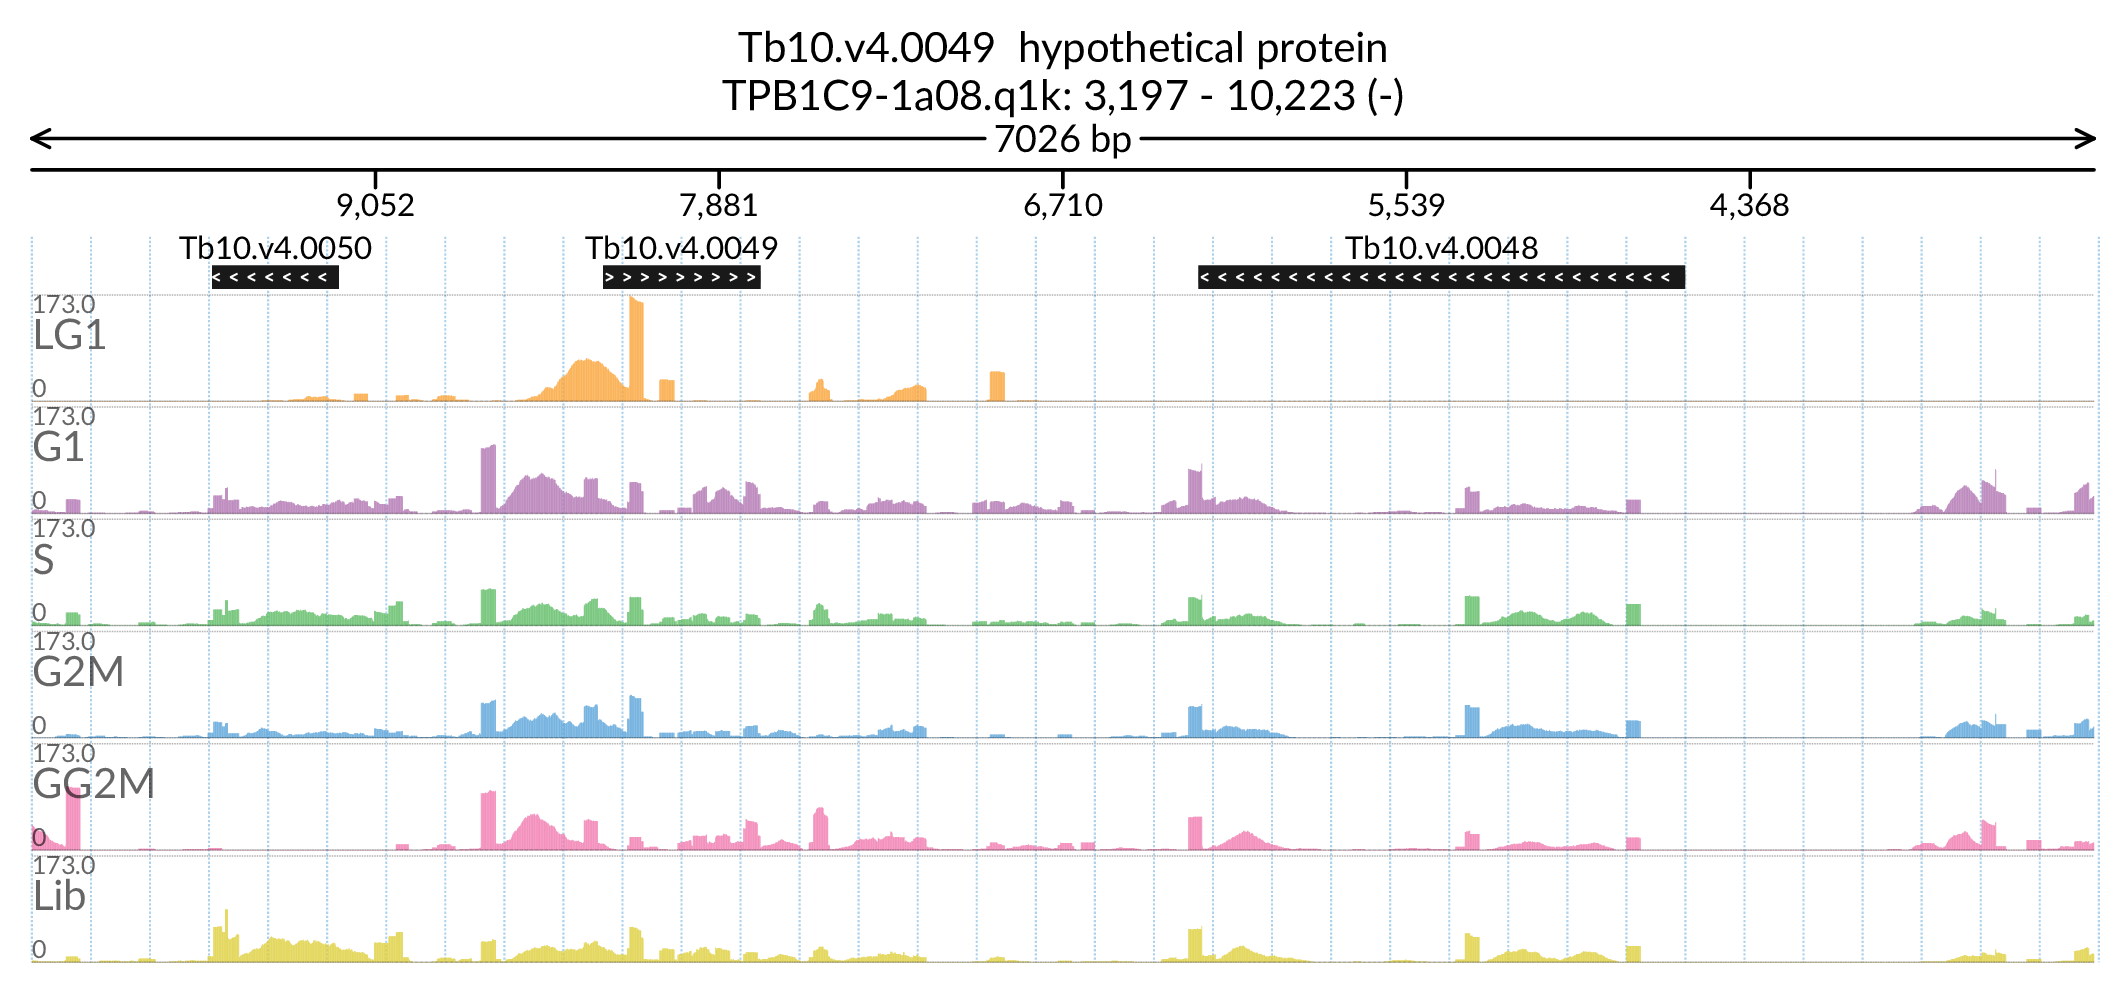 Tb10.v4.0049 hypothetical protein
TPB1C9-1a08.q1k: 3,197 - 10,223 (-)
7026 bp
9,052 7,881 6,710 5,539 4,368
Tb10.v4.0050 Tb10.v4.0049 Tb10.v4.0048
< < < < < < < > > > > > > > > > < < < < < < < < < < < < < < < < < < < < < < < < < < <
173.0
LG1
0
173.0
G1
0
173.0
S
0
173.0
G2M
0
173.0
GG2M
0
173.0
Lib
0